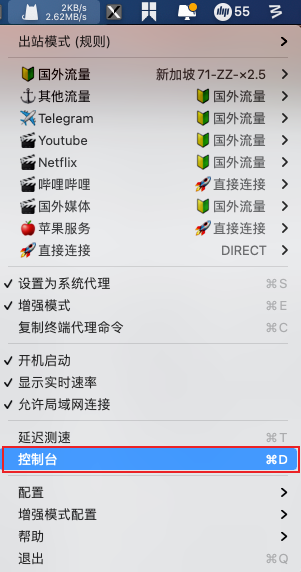 2KB/s
2.62MB/s
55
出站模式 (规则)
国外流量 新加坡71-ZZ-×2.5
其他流量 国外流量
Telegram 国外流量
Youtube 国外流量
Netflix 国外流量
哔哩哔哩 直接连接
国外媒体 国外流量
苹果服务 直接连接
直接连接 DIRECT
✓ 设置为系统代理 ⌘S
✓ 增强模式 ⌘E
复制终端代理命令 ⌘C
✓ 开机启动
✓ 显示实时速率
✓ 允许局域网连接
延迟测速 ⌘T
控制台 ⌘D
配置
增强模式配置
帮助
退出 ⌘Q